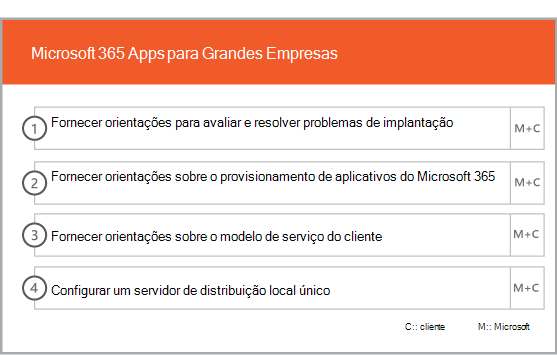 Microsoft 365 Apps para Grandes Empresas
1 Fornecer orientações para avaliar e resolver problemas de implantação M+C
2 Fornecer orientações sobre o provisionamento de aplicativos do Microsoft 365 M+C
3 Fornecer orientações sobre o modelo de serviço do cliente M+C
4 Configurar um servidor de distribuição local único M+C
C:: cliente M:: Microsoft